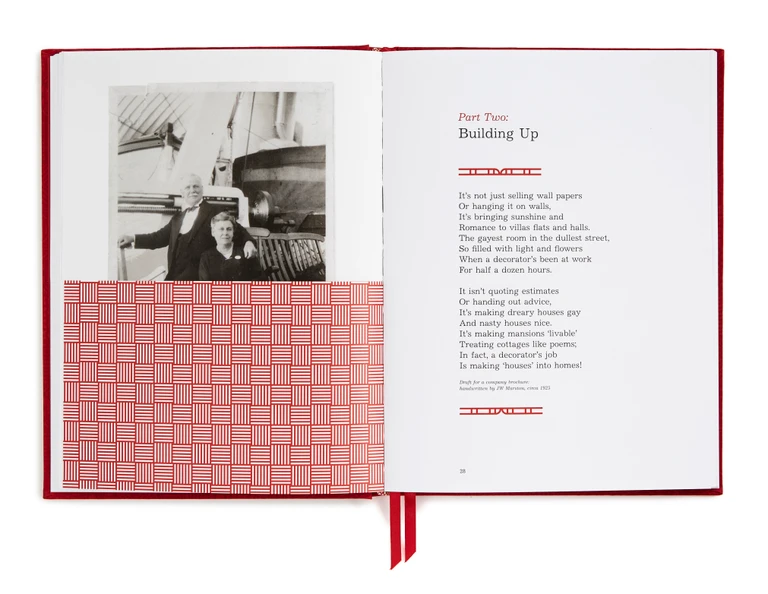 Part Two:
Building Up
It's not just selling wall papers
Or hanging it on walls,
It's bringing sunshine and
Romance to villas flats and halls.
The gayest room in the dullest street,
So filled with light and flowers
When a decorator's been at work
For half a dozen hours.
It isn't quoting estimates
Or handing out advice,
It's making dreary houses gay
And nasty houses nice.
It's making mansions 'livable'
Treating cottages like poems;
In fact, a decorator's job
Is making 'houses' into homes!
Draft for a company brochure,
handwritten by JW Marston, circa 1925
28